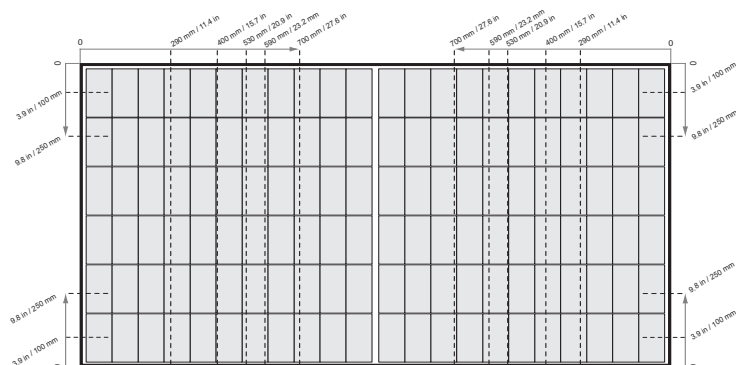 0
290 mm / 11.4 in
400 mm / 15.7 in
530 mm / 20.9 in
590 mm / 23.2 mm
700 mm / 27.6 in
700 mm / 27.6 in
590 mm / 23.2 mm
530 mm / 20.9 in
400 mm / 15.7 in
290 mm / 11.4 in
0
0
3.9 in / 100 mm
9.8 in / 250 mm
0
3.9 in / 100 mm
9.8 in / 250 mm
9.8 in / 250 mm
3.9 in / 100 mm
9.8 in / 250 mm
3.9 in / 100 mm